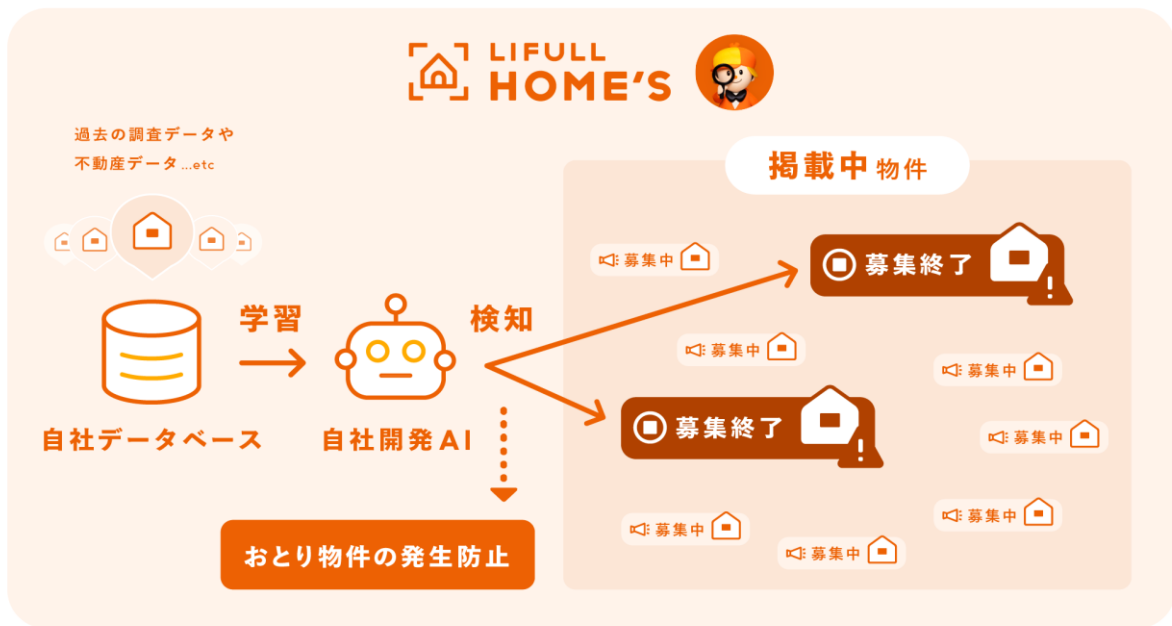 LIFULL
HOME'S
過去の調査データや
不動産データ...etc
掲載中 物件
募集中
募集終了
学習
検知
募集中
募集中
自社データベース
自社開発AI
募集終了
募集中
募集中
募集中
募集中
おとり物件の発生防止